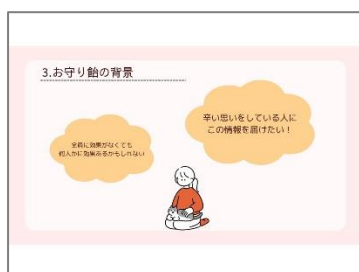 3.お守り飴の背景
全員に効果がなくても
何人かに効果あるかもしれない
辛い思いをしている人に
この情報を届けたい！